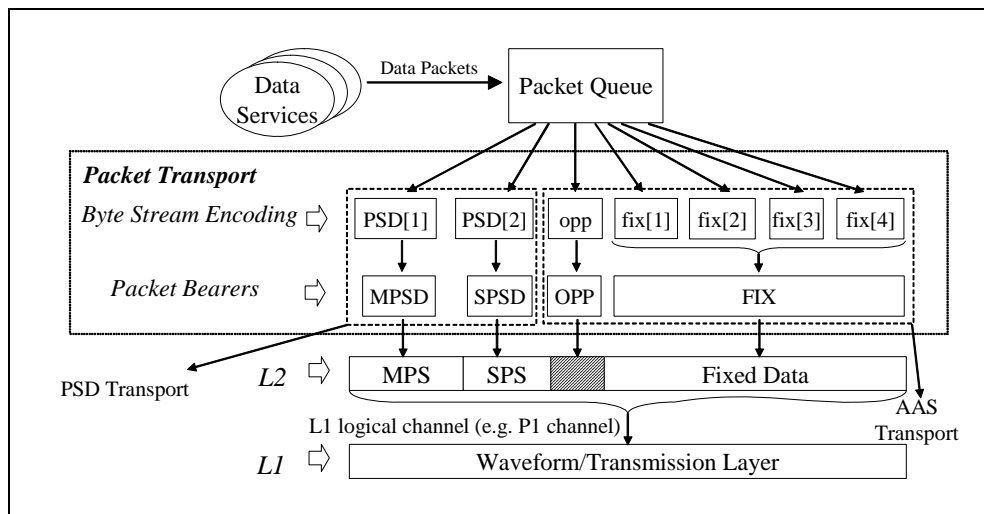 Data Packets
Data
Services
Packet Queue
Packet Transport
Byte Stream Encoding
PSD[1]
PSD[2]
opp
fix[1]
fix[2]
fix[3]
fix[4]
Packet Bearers
MPSD
SPSD
OPP
FIX
PSD Transport
L2
MPS
SPS
Fixed Data
AAS
Transport
L1 logical channel (e.g. P1 channel)
L1
Waveform/Transmission Layer